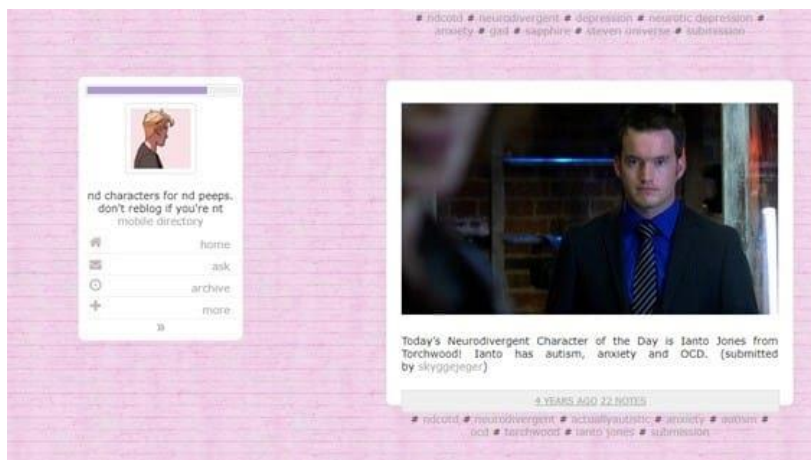 # ndcotd # neurodivergent # depression # neurotic depression #
anxiety # gad # sapphire # steven universe # submission
nd characters for nd peeps.
don't reblog if you're nt
mobile directory
home
ask
archive
more
»
Today's Neurodivergent Character of the Day is Ianto Jones from
Torchwood! Ianto has autism, anxiety and OCD. (submitted
by skyggejeger)
4 YEARS AGO 22 NOTES
# ndcotd # neurodivergent # actuallyautistic # anxiety # autism #
ocd # torchwood # ianto jones # submission